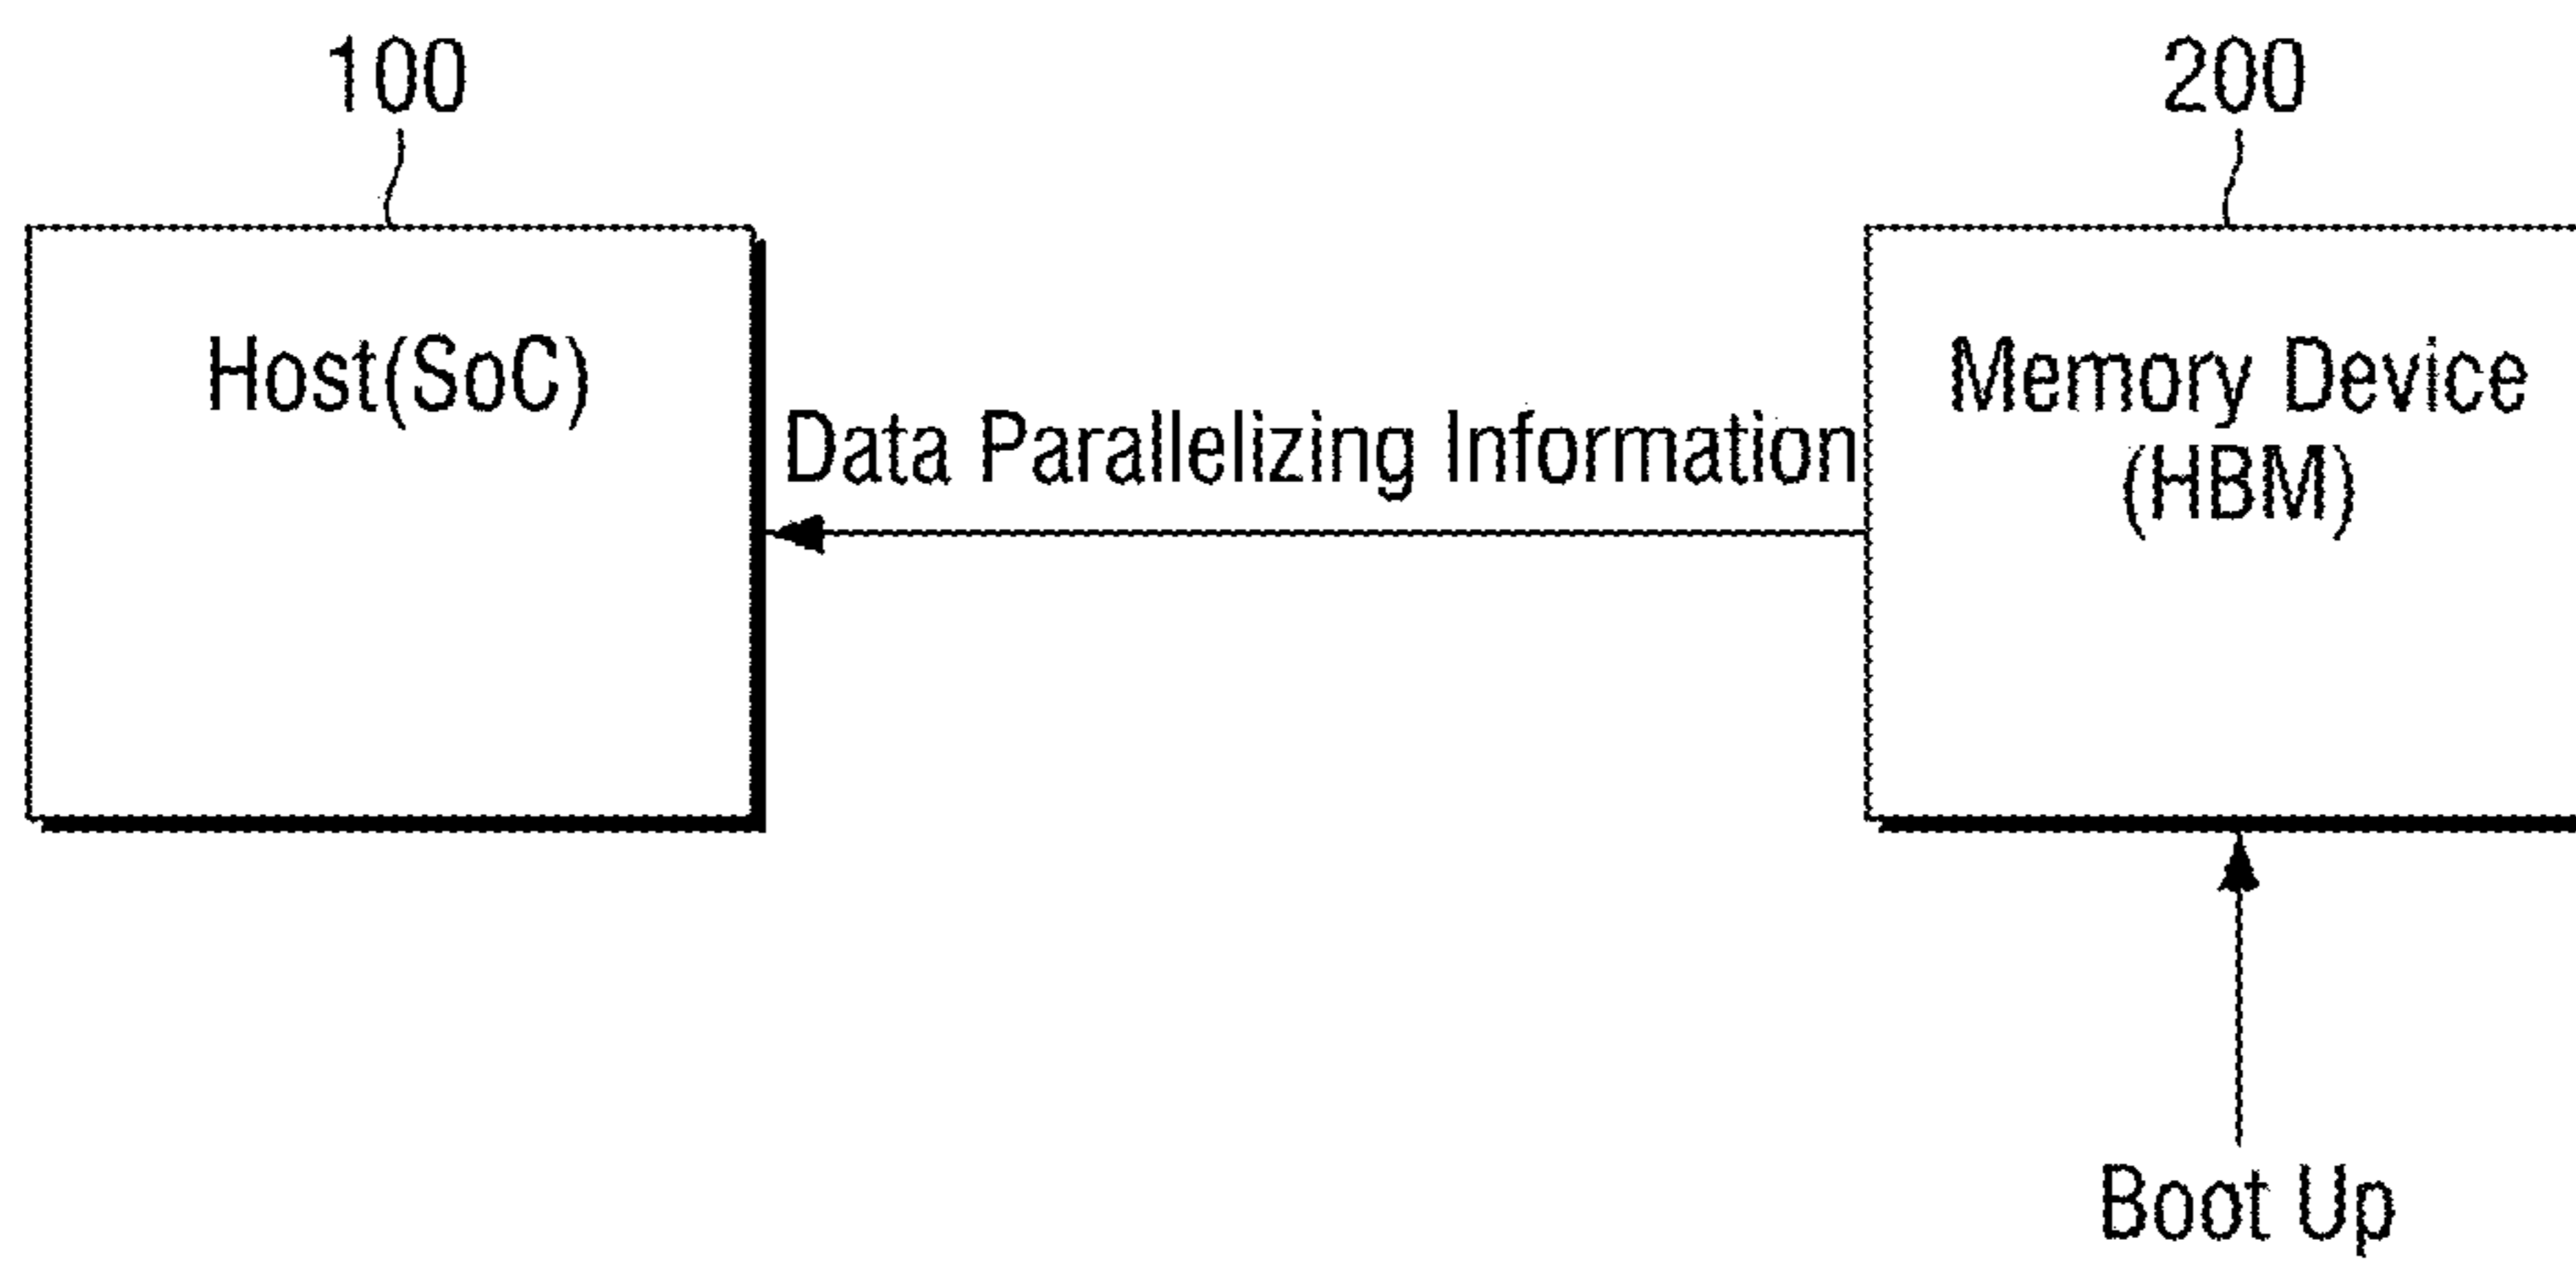 100
200
Host(SoC)
Memory Device
(HBM)
Data Parallelizing Information
Boot Up